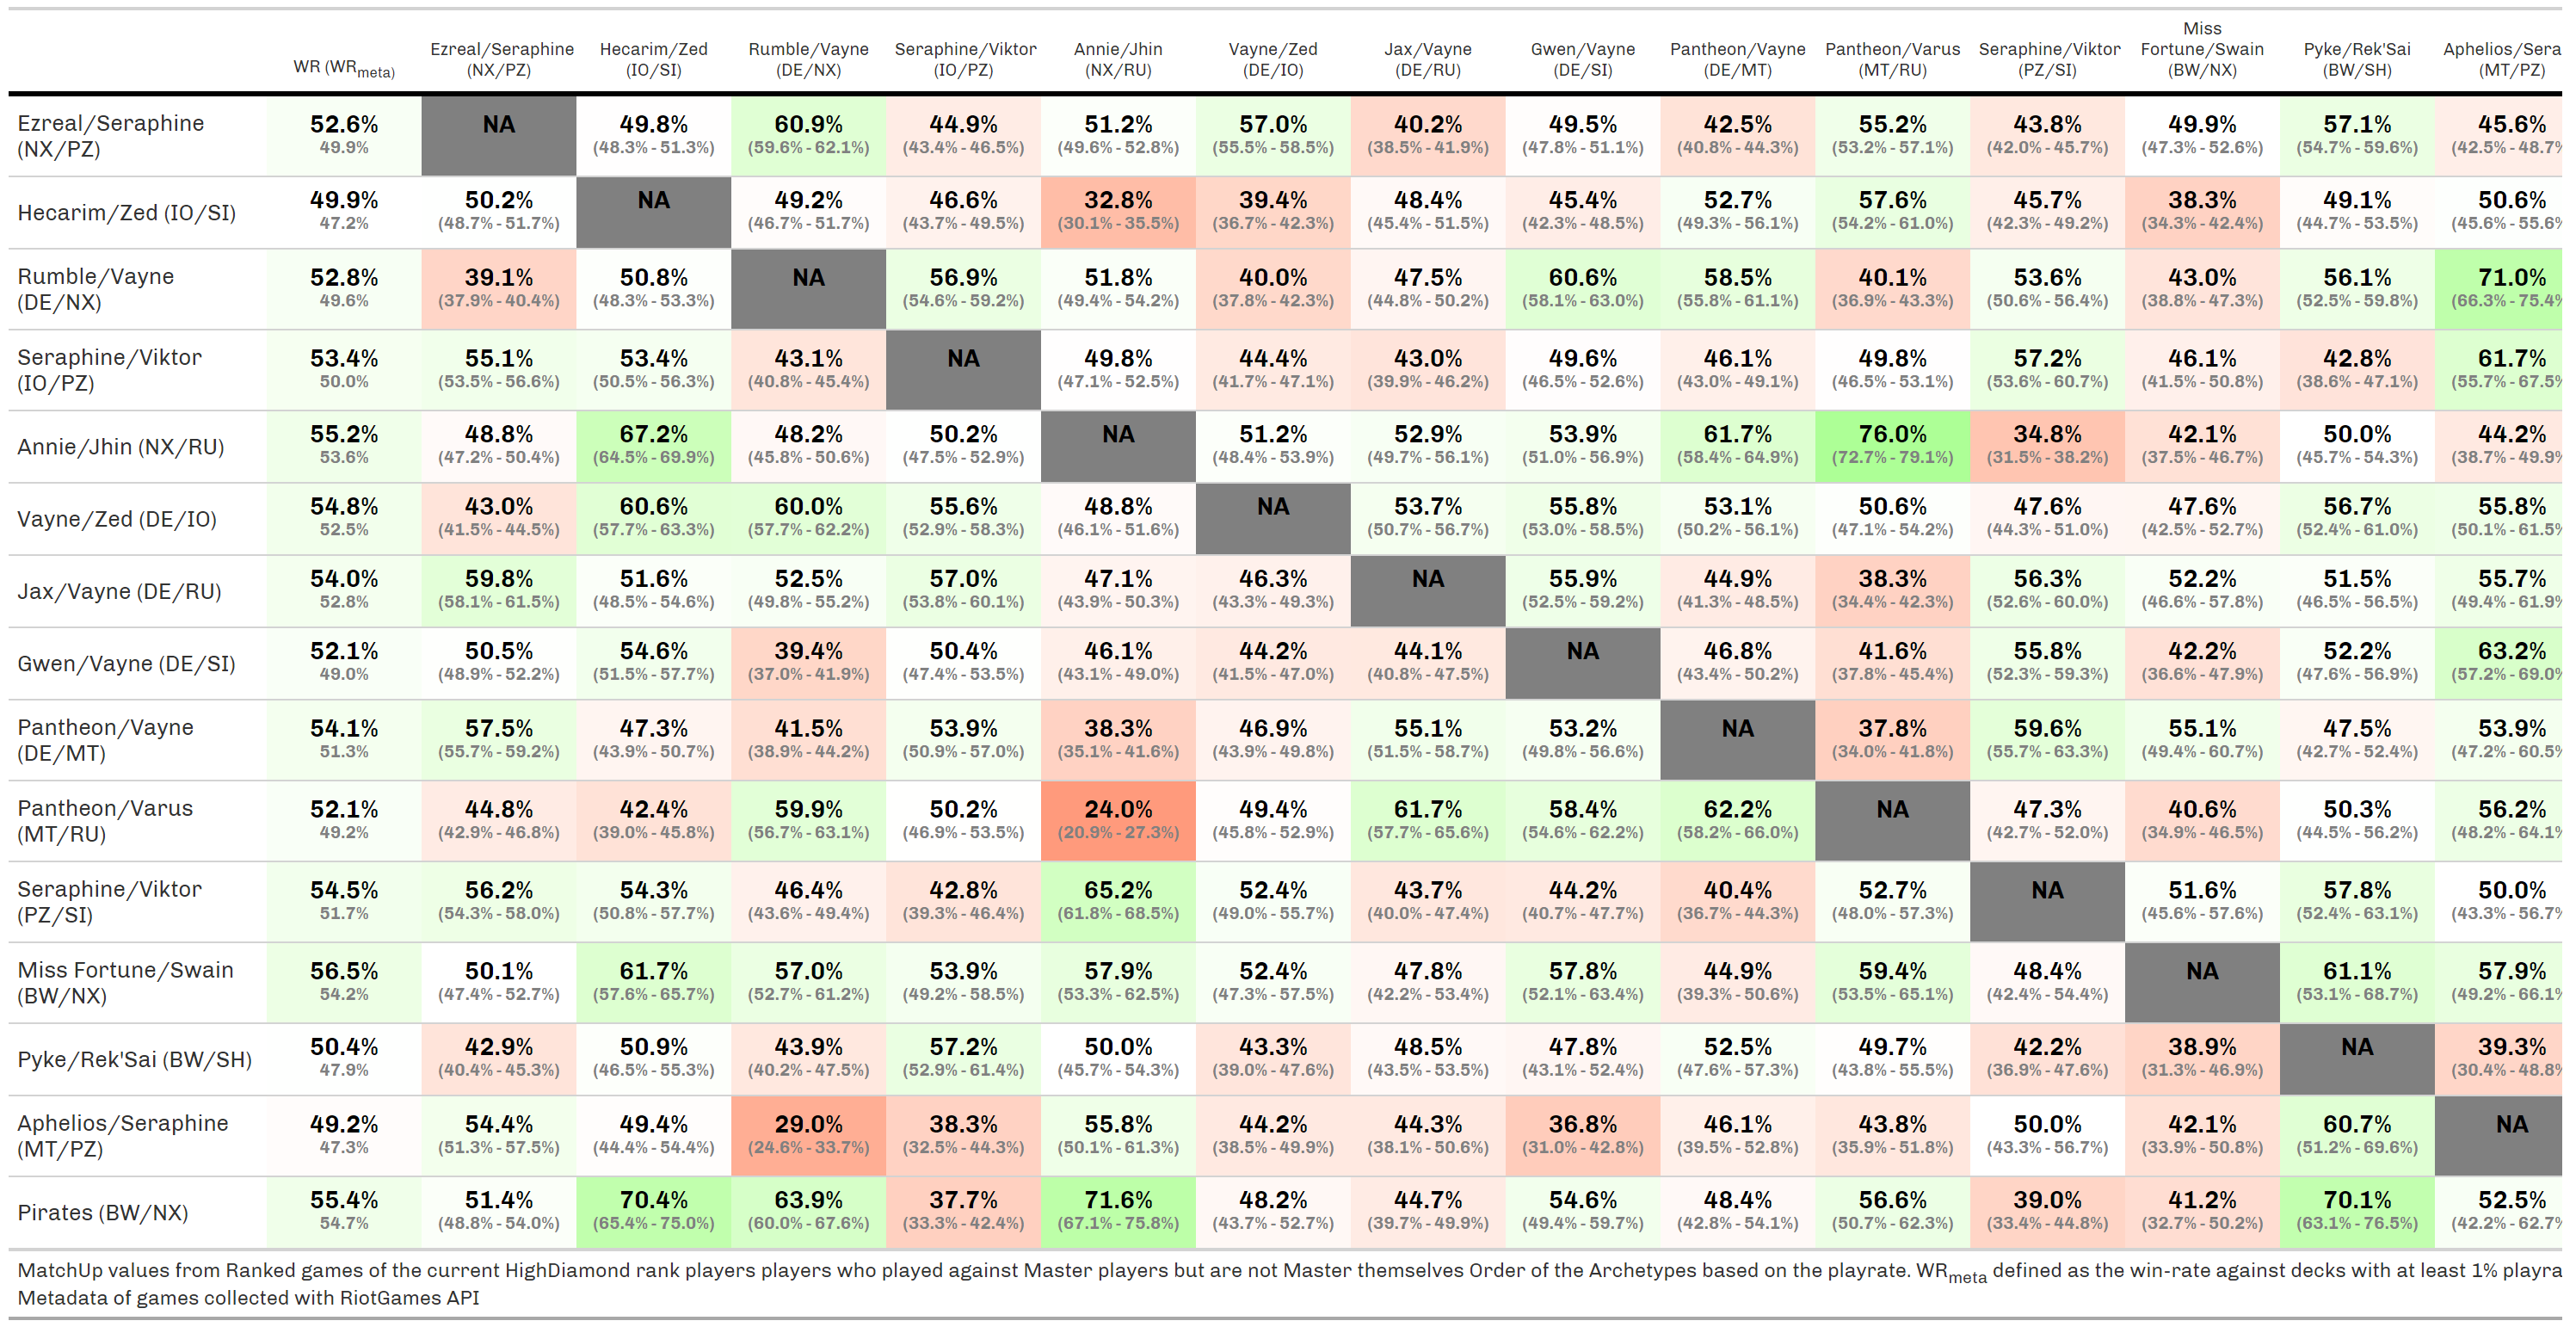 WR (WRmeta) Ezreal/Seraphine (NX/PZ) Hecarim/Zed (IO/SI) Rumble/Vayne (DE/NX) Seraphine/Viktor (IO/PZ) Annie/Jhin (NX/RU) Vayne/Zed (DE/IO) Jax/Vayne (DE/RU) Gwen/Vayne (DE/SI) Pantheon/Vayne (DE/MT) Pantheon/Varus (MT/RU) Seraphine/Viktor (PZ/SI) Miss Fortune/Swain (BW/NX) Pyke/Rek'Sai (BW/SH) Aphelios/Sera (MT/PZ)
Ezreal/Seraphine (NX/PZ) 52.6% NA 49.8% 60.9% 44.9% 51.2% 57.0% 40.2% 49.5% 42.5% 55.2% 43.8% 49.9% 57.1% 45.6%
49.9% (48.3% - 51.3%) (59.6% - 62.1%) (43.4% - 46.5%) (49.6% - 52.8%) (55.5% - 58.5%) (38.5% - 41.9%) (47.8% - 51.1%) (40.8% - 44.3%) (53.2% - 57.1%) (42.0% - 45.7%) (47.3% - 52.6%) (54.7% - 59.6%) (42.5% - 48.7%
Hecarim/Zed (IO/SI) 49.9% 50.2% NA 49.2% 46.6% 32.8% 39.4% 48.4% 45.4% 52.7% 57.6% 45.7% 38.3% 49.1% 50.6%
47.2% (48.7% - 51.7%) (46.7% - 51.7%) (43.7% - 49.5%) (30.1% - 35.5%) (36.7% - 42.3%) (45.4% - 51.5%) (42.3% - 48.5%) (49.3% - 56.1%) (54.2% - 61.0%) (42.3% - 49.2%) (34.3% - 42.4%) (44.7% - 53.5%) (45.6% - 55.6%
Rumble/Vayne (DE/NX) 52.8% 39.1% 50.8% NA 56.9% 51.8% 40.0% 47.5% 60.6% 58.5% 40.1% 53.6% 43.0% 56.1% 71.0%
49.6% (37.9% - 40.4%) (48.3% - 53.3%) (54.6% - 59.2%) (49.4% - 54.2%) (37.8% - 42.3%) (44.8% - 50.2%) (58.1% - 63.0%) (55.8% - 61.1%) (36.9% - 43.3%) (50.6% - 56.4%) (38.8% - 47.3%) (52.5% - 59.8%) (66.3% - 75.4%
Seraphine/Viktor (IO/PZ) 53.4% 55.1% 53.4% 43.1% NA 49.8% 44.4% 43.0% 49.6% 46.1% 49.8% 57.2% 46.1% 42.8% 61.7%
50.0% (53.5% - 56.6%) (50.5% - 56.3%) (40.8% - 45.4%) (47.1% - 52.5%) (41.7% - 47.1%) (39.9% - 46.2%) (46.5% - 52.6%) (43.0% - 49.1%) (46.5% - 53.1%) (53.6% - 60.7%) (41.5% - 50.8%) (38.6% - 47.1%) (55.7% - 67.5%
Annie/Jhin (NX/RU) 55.2% 48.8% 67.2% 48.2% 50.2% NA 51.2% 52.9% 53.9% 61.7% 76.0% 34.8% 42.1% 50.0% 44.2%
53.6% (47.2% - 50.4%) (64.5% - 69.9%) (45.8% - 50.6%) (47.5% - 52.9%) (48.4% - 53.9%) (49.7% - 56.1%) (51.0% - 56.9%) (58.4% - 64.9%) (72.7% - 79.1%) (31.5% - 38.2%) (37.5% - 46.7%) (45.7% - 54.3%) (38.7% - 49.9%
Vayne/Zed (DE/IO) 54.8% 43.0% 60.6% 60.0% 55.6% 48.8% NA 53.7% 55.8% 53.1% 50.6% 47.6% 47.6% 56.7% 55.8%
52.5% (41.5% - 44.5%) (57.7% - 63.3%) (57.7% - 62.2%) (52.9% - 58.3%) (46.1% - 51.6%) (50.7% - 56.7%) (53.0% - 58.5%) (50.2% - 56.1%) (47.1% - 54.2%) (44.3% - 51.0%) (42.5% - 52.7%) (52.4% - 61.0%) (50.1% - 61.5%
Jax/Vayne (DE/RU) 54.0% 59.8% 51.6% 52.5% 57.0% 47.1% 46.3% NA 55.9% 44.9% 38.3% 56.3% 52.2% 51.5% 55.7%
52.8% (58.1% - 61.5%) (48.5% - 54.6%) (49.8% - 55.2%) (53.8% - 60.1%) (43.9% - 50.3%) (43.3% - 49.3%) (52.5% - 59.2%) (41.3% - 48.5%) (34.4% - 42.3%) (52.6% - 60.0%) (46.6% - 57.8%) (46.5% - 56.5%) (49.4% - 61.9%
Gwen/Vayne (DE/SI) 52.1% 50.5% 54.6% 39.4% 50.4% 46.1% 44.2% 44.1% NA 46.8% 41.6% 55.8% 42.2% 52.2% 63.2%
49.0% (48.9% - 52.2%) (51.5% - 57.7%) (37.0% - 41.9%) (47.4% - 53.5%) (43.1% - 49.0%) (41.5% - 47.0%) (40.8% - 47.5%) (43.4% - 50.2%) (37.8% - 45.4%) (52.3% - 59.3%) (36.6% - 47.9%) (47.6% - 56.9%) (57.2% - 69.0%
Pantheon/Vayne (DE/MT) 54.1% 57.5% 47.3% 41.5% 53.9% 38.3% 46.9% 55.1% 53.2% NA 37.8% 59.6% 55.1% 47.5% 53.9%
51.3% (55.7% - 59.2%) (43.9% - 50.7%) (38.9% - 44.2%) (50.9% - 57.0%) (35.1% - 41.6%) (43.9% - 49.8%) (51.5% - 58.7%) (49.8% - 56.6%) (34.0% - 41.8%) (55.7% - 63.3%) (49.4% - 60.7%) (42.7% - 52.4%) (47.2% - 60.5%
Pantheon/Varus (MT/RU) 52.1% 44.8% 42.4% 59.9% 50.2% 24.0% 49.4% 61.7% 58.4% 62.2% NA 47.3% 40.6% 50.3% 56.2%
49.2% (42.9% - 46.8%) (39.0% - 45.8%) (56.7% - 63.1%) (46.9% - 53.5%) (20.9% - 27.3%) (45.8% - 52.9%) (57.7% - 65.6%) (54.6% - 62.2%) (58.2% - 66.0%) (42.7% - 52.0%) (34.9% - 46.5%) (44.5% - 56.2%) (48.2% - 64.1%
Seraphine/Viktor (PZ/SI) 54.5% 56.2% 54.3% 46.4% 42.8% 65.2% 52.4% 43.7% 44.2% 40.4% 52.7% NA 51.6% 57.8% 50.0%
51.7% (54.3% - 58.0%) (50.8% - 57.7%) (43.6% - 49.4%) (39.3% - 46.4%) (61.8% - 68.5%) (49.0% - 55.7%) (40.0% - 47.4%) (40.7% - 47.7%) (36.7% - 44.3%) (48.0% - 57.3%) (45.6% - 57.6%) (52.4% - 63.1%) (43.3% - 56.7%
Miss Fortune/Swain (BW/NX) 56.5% 50.1% 61.7% 57.0% 53.9% 57.9% 52.4% 47.8% 57.8% 44.9% 59.4% 48.4% NA 61.1% 57.9%
54.2% (47.4% - 52.7%) (57.6% - 65.7%) (52.7% - 61.2%) (49.2% - 58.5%) (53.3% - 62.5%) (47.3% - 57.5%) (42.2% - 53.4%) (52.1% - 63.4%) (39.3% - 50.6%) (53.5% - 65.1%) (42.4% - 54.4%) (53.1% - 68.7%) (49.2% - 66.1%
Pyke/Rek'Sai (BW/SH) 50.4% 42.9% 50.9% 43.9% 57.2% 50.0% 43.3% 48.5% 47.8% 52.5% 49.7% 42.2% 38.9% NA 39.3%
47.9% (40.4% - 45.3%) (46.5% - 55.3%) (40.2% - 47.5%) (52.9% - 61.4%) (45.7% - 54.3%) (39.0% - 47.6%) (43.5% - 53.5%) (43.1% - 52.4%) (47.6% - 57.3%) (43.8% - 55.5%) (36.9% - 47.6%) (31.3% - 46.9%) (30.4% - 48.8%
Aphelios/Seraphine (MT/PZ) 49.2% 54.4% 49.4% 29.0% 38.3% 55.8% 44.2% 44.3% 36.8% 46.1% 43.8% 50.0% 42.1% 60.7% NA
47.3% (51.3% - 57.5%) (44.4% - 54.4%) (24.6% - 33.7%) (32.5% - 44.3%) (50.1% - 61.3%) (38.5% - 49.9%) (38.1% - 50.6%) (31.0% - 42.8%) (39.5% - 52.8%) (35.9% - 51.8%) (43.3% - 56.7%) (33.9% - 50.8%) (51.2% - 69.6%)
Pirates (BW/NX) 55.4% 51.4% 70.4% 63.9% 37.7% 71.6% 48.2% 44.7% 54.6% 48.4% 56.6% 39.0% 41.2% 70.1% 52.5%
54.7% (48.8% - 54.0%) (65.4% - 75.0%) (60.0% - 67.6%) (33.3% - 42.4%) (67.1% - 75.8%) (43.7% - 52.7%) (39.7% - 49.9%) (49.4% - 59.7%) (42.8% - 54.1%) (50.7% - 62.3%) (33.4% - 44.8%) (32.7% - 50.2%) (63.1% - 76.5%) (42.2% - 62.7%
MatchUp values from Ranked games of the current HighDiamond rank players players who played against Master players but are not Master themselves Order of the Archetypes based on the playrate. WRmeta defined as the win-rate against decks with at least 1% playra
Metadata of games collected with RiotGames API